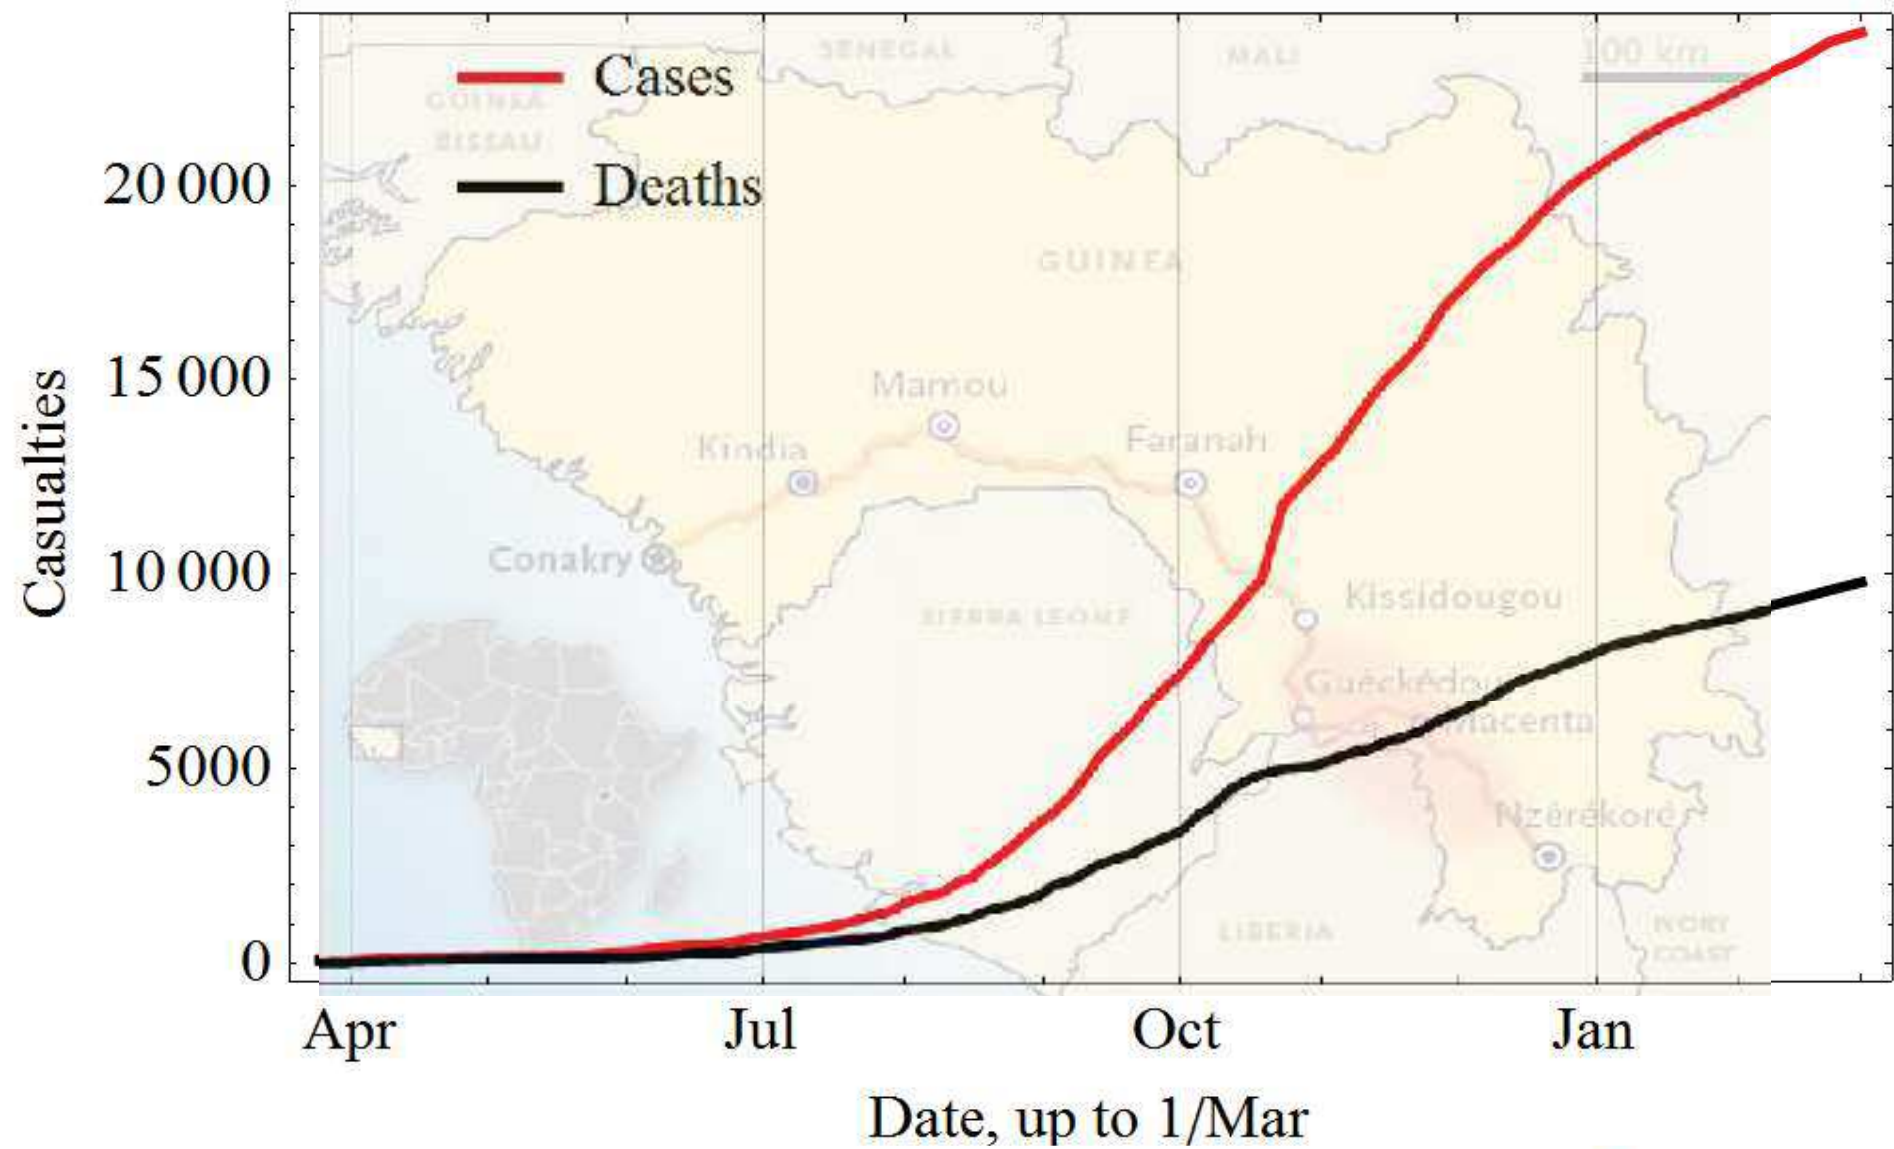 SENEGAL
MALI
100 km
GUINEA
BISSAU
Cases
Deaths
20 000
15 000
10 000
5000
0
Casualties
GUINEA
Mamou
Kindia
Faranah
Conakry
SIERRA LEONE
Kissidougou
Guéckédou
Macenta
Nzérékoré
LIBERIA
IVORY
COAST
Apr
Jul
Oct
Jan
Date, up to 1/Mar